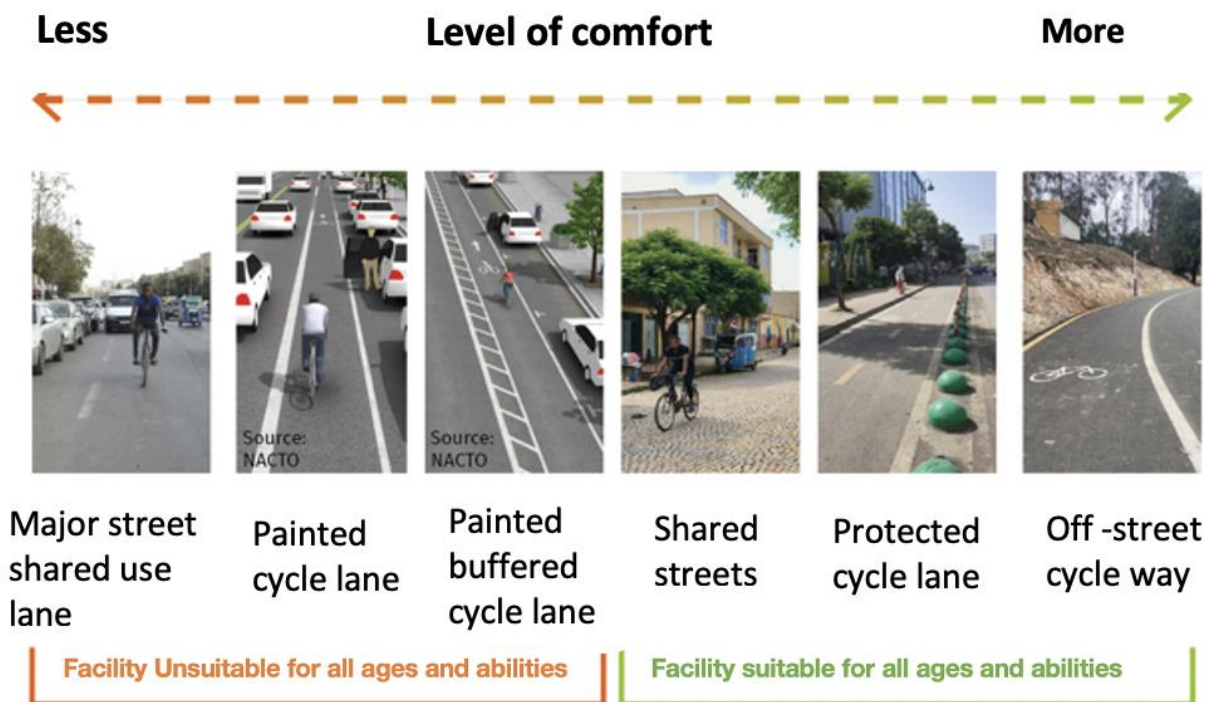 Less
Level of comfort
More
Source:
NACTO
Source:
NACTO
Major street
shared use
lane
Painted
cycle lane
Painted
buffered
cycle lane
Shared
streets
Protected
cycle lane
Off -street
cycle way
Facility Unsuitable for all ages and abilities
Facility suitable for all ages and abilities